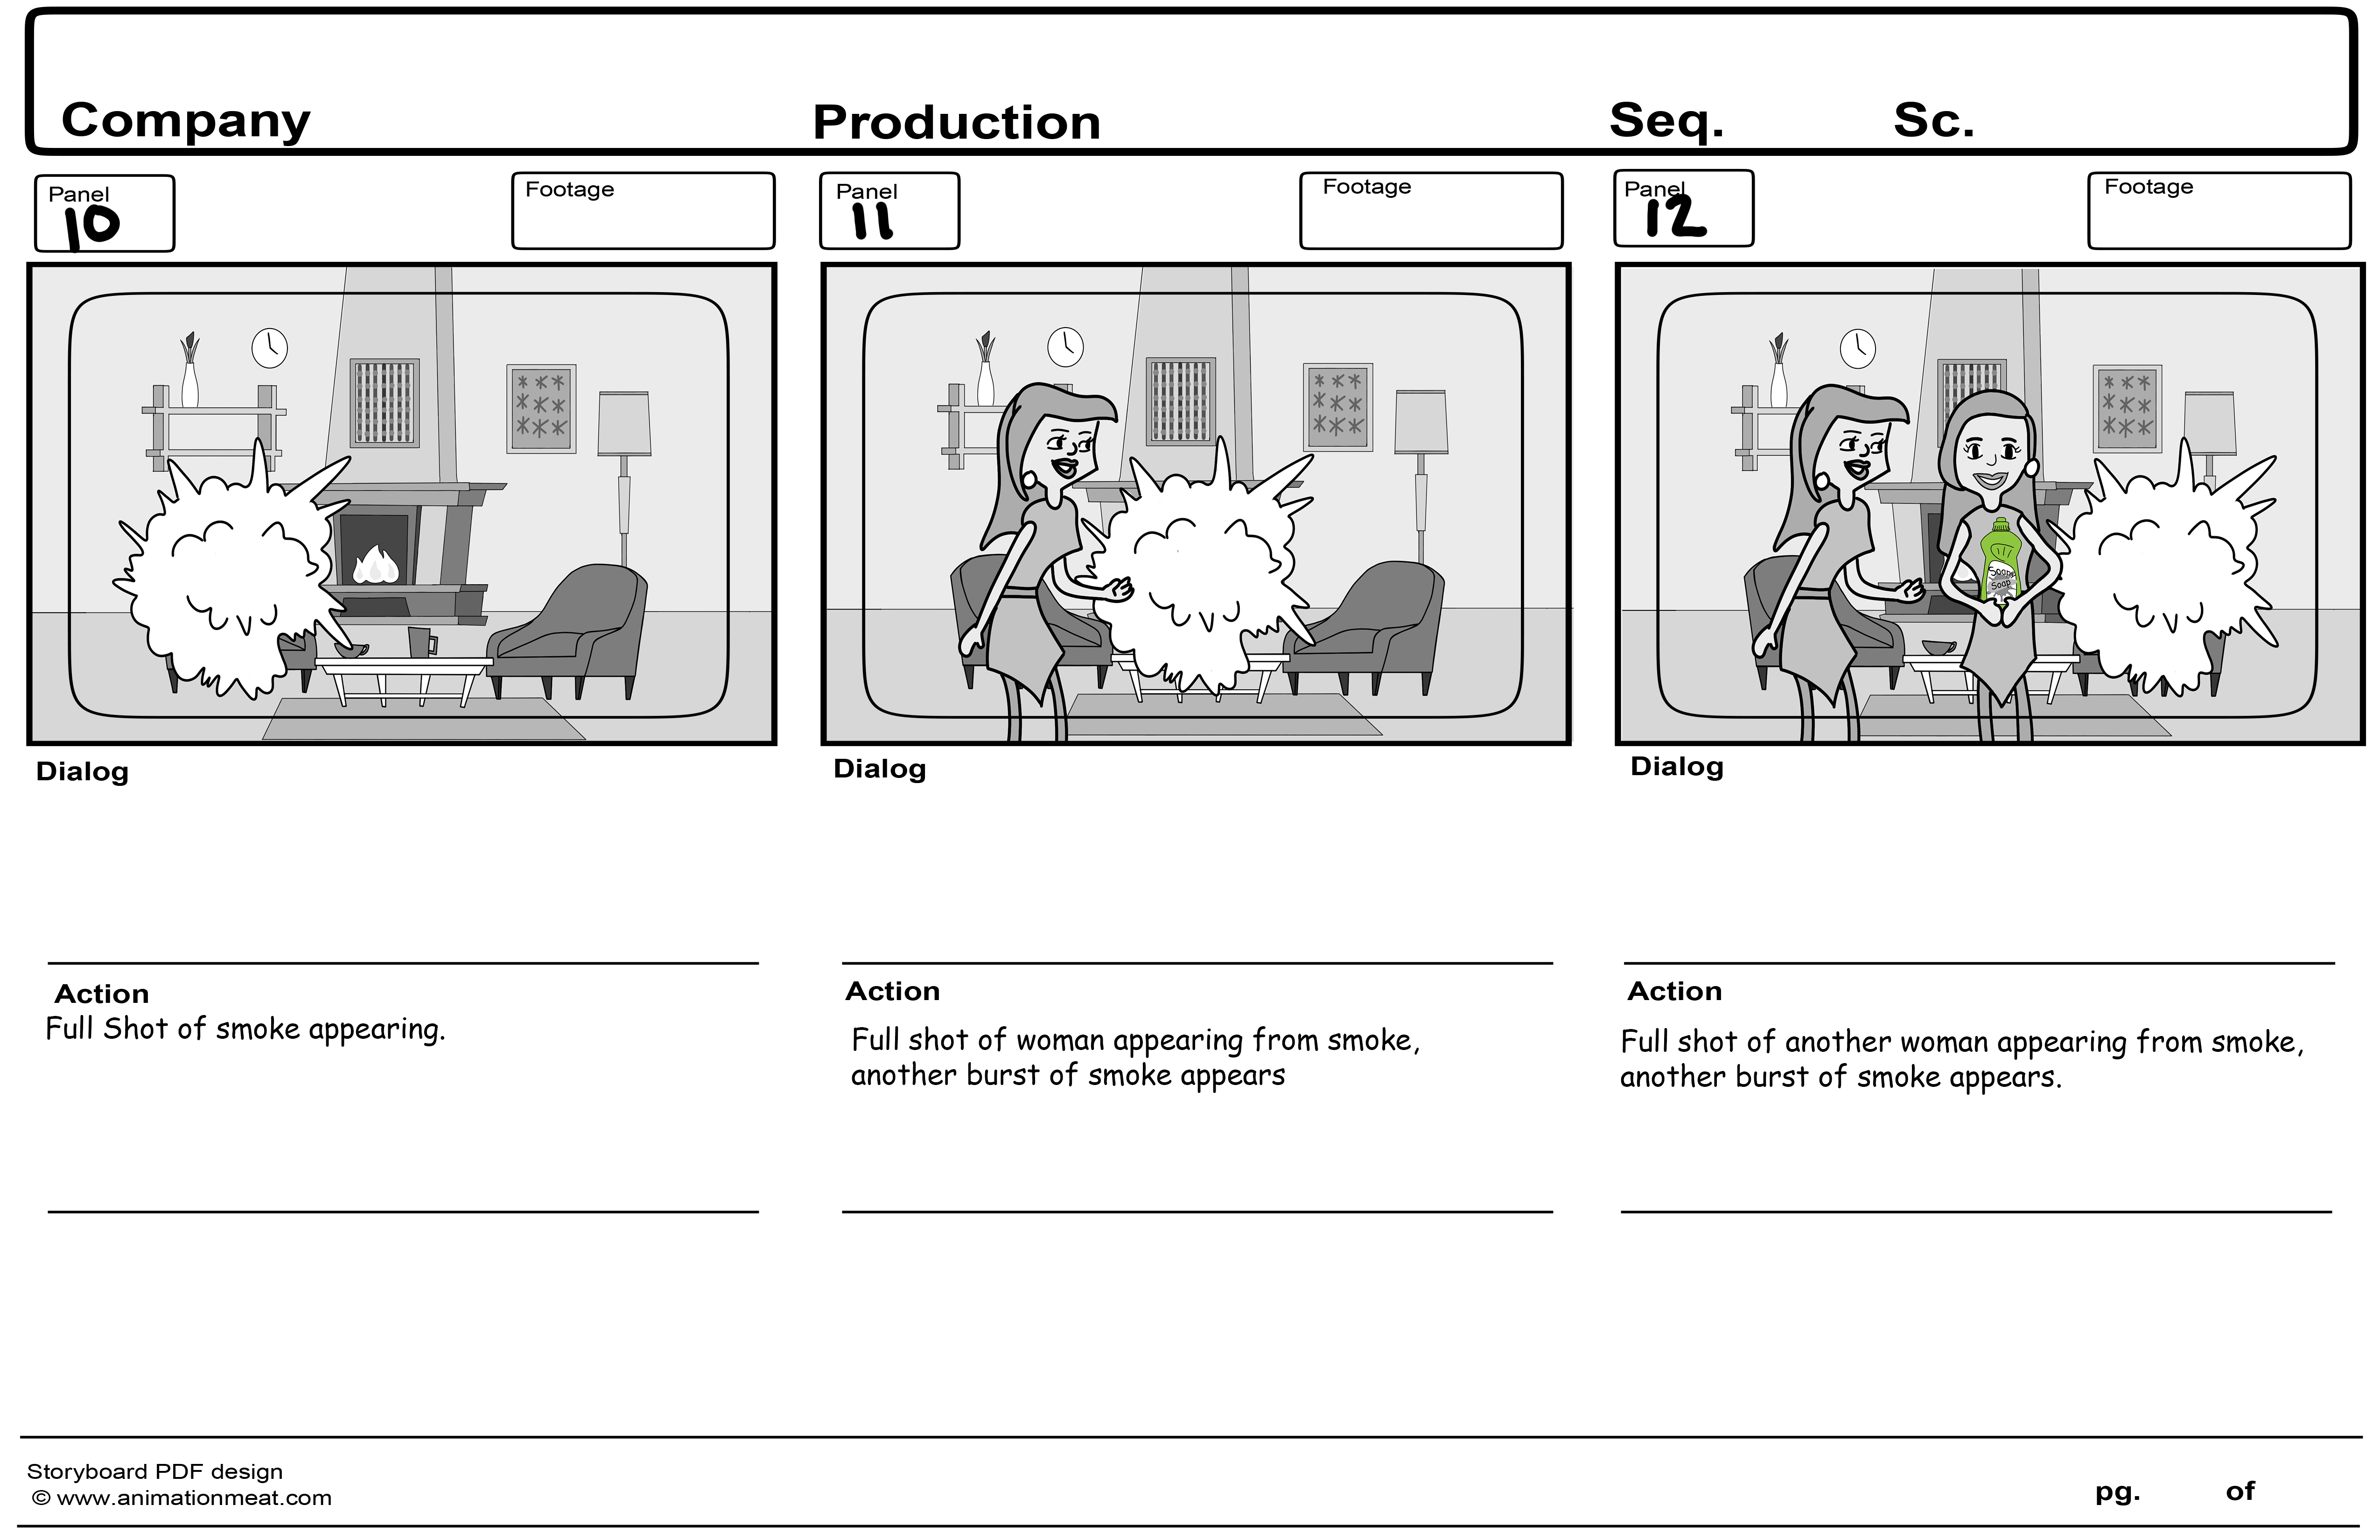 Company Production Seq. Sc.
Panel Footage Panel Footage Panel Footage
10 11 12
Soapy
Soap
Dialog Dialog Dialog
Action Action Action
Full Shot of smoke appearing.
Full shot of woman appearing from smoke,
another burst of smoke appears
Full shot of another woman appearing from smoke,
another burst of smoke appears.
Storyboard PDF design
© www.animationmeat.com
pg. of